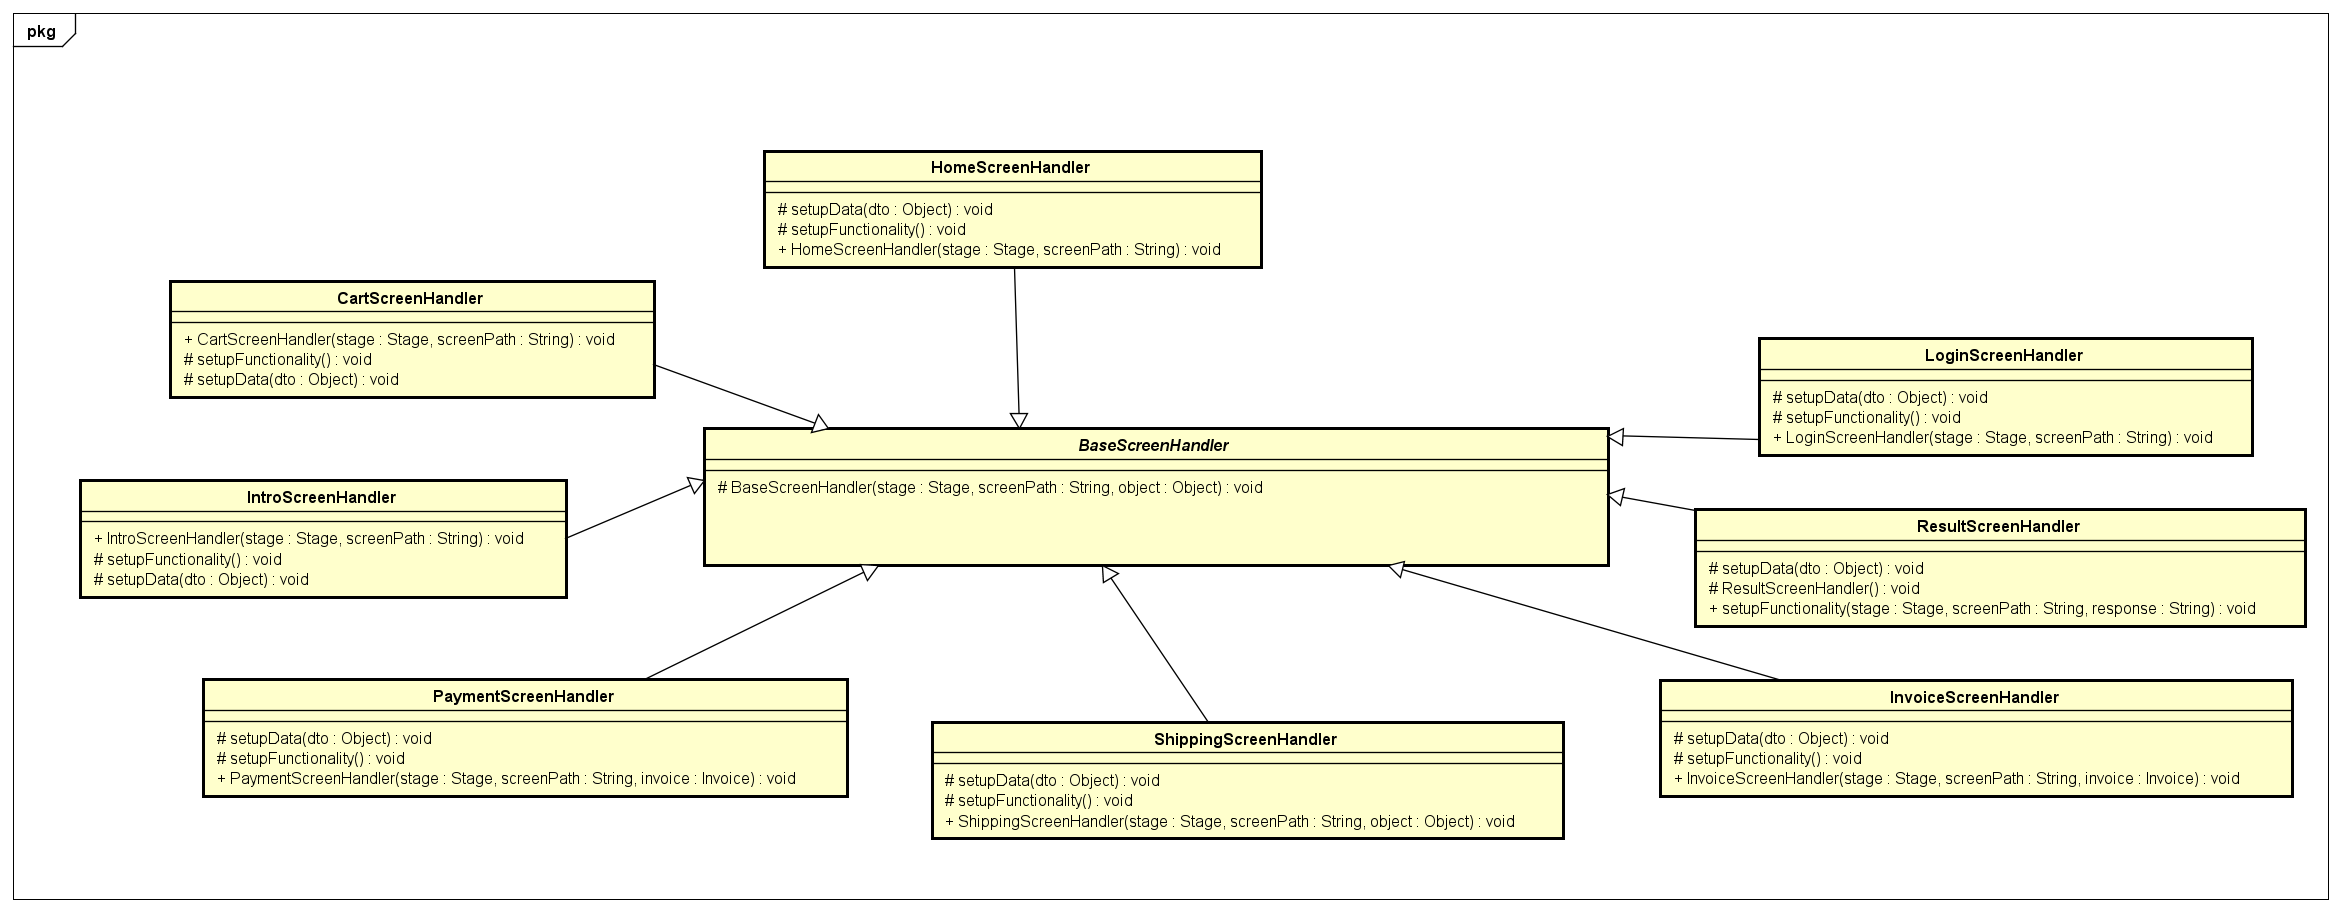 pkg
HomeScreenHandler
# setupData(dto : Object) : void
# setupFunctionality() : void
+ HomeScreenHandler(stage : Stage, screenPath : String) : void
CartScreenHandler
+ CartScreenHandler(stage : Stage, screenPath : String) : void
# setupFunctionality() : void
# setupData(dto : Object) : void
LoginScreenHandler
# setupData(dto : Object) : void
# setupFunctionality() : void
+ LoginScreenHandler(stage : Stage, screenPath : String) : void
BaseScreenHandler
# BaseScreenHandler(stage : Stage, screenPath : String, object : Object) : void
IntroScreenHandler
+ IntroScreenHandler(stage : Stage, screenPath : String) : void
# setupFunctionality() : void
# setupData(dto : Object) : void
ResultScreenHandler
# setupData(dto : Object) : void
# ResultScreenHandler() : void
+ setupFunctionality(stage : Stage, screenPath : String, response : String) : void
PaymentScreenHandler
# setupData(dto : Object) : void
# setupFunctionality() : void
+ PaymentScreenHandler(stage : Stage, screenPath : String, invoice : Invoice) : void
ShippingScreenHandler
# setupData(dto : Object) : void
# setupFunctionality() : void
+ ShippingScreenHandler(stage : Stage, screenPath : String, object : Object) : void
InvoiceScreenHandler
# setupData(dto : Object) : void
# setupFunctionality() : void
+ InvoiceScreenHandler(stage : Stage, screenPath : String, invoice : Invoice) : void